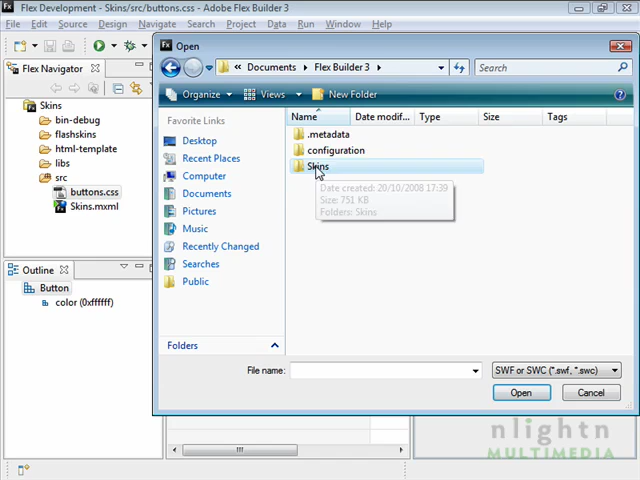 Flex Development - Skins/src/buttons.css - Adobe Flex Builder 3
File Edit Source Design Navigate Search Project Data Run Window Help
Open
Flex Navigator
« Documents Flex Builder 3
Search
Organize Views New Folder
Name Date modif... Type Size Tags
Favorite Links
Desktop
Recent Places
Computer
Documents
Pictures
Music
Recently Changed
Searches
Public
Folders
.metadata
configuration
Skins
Date created: 20/10/2008 17:39
Size: 751 KB
Folders: Skins
Skins
bin-debug
flashskins
html-template
libs
src
buttons.css
Skins.mxml
Outline
Button
color (0xffffff)
File name:
SWF or SWC (*.swf, *.swc)
Open
Cancel
nlightn
MULTIMEDIA